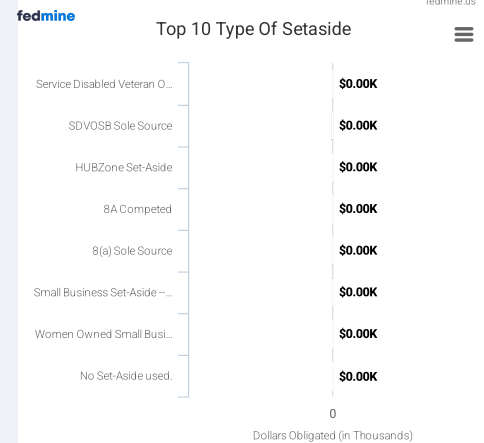 fedmine.us
fedmine
Top 10 Type Of Setaside
Service Disabled Veteran O... $0.00K
SDVOSB Sole Source $0.00K
HUBZone Set-Aside $0.00K
8A Competed $0.00K
8(a) Sole Source $0.00K
Small Business Set-Aside --... $0.00K
Women Owned Small Busi... $0.00K
No Set-Aside used. $0.00K
0
Dollars Obligated (in Thousands)